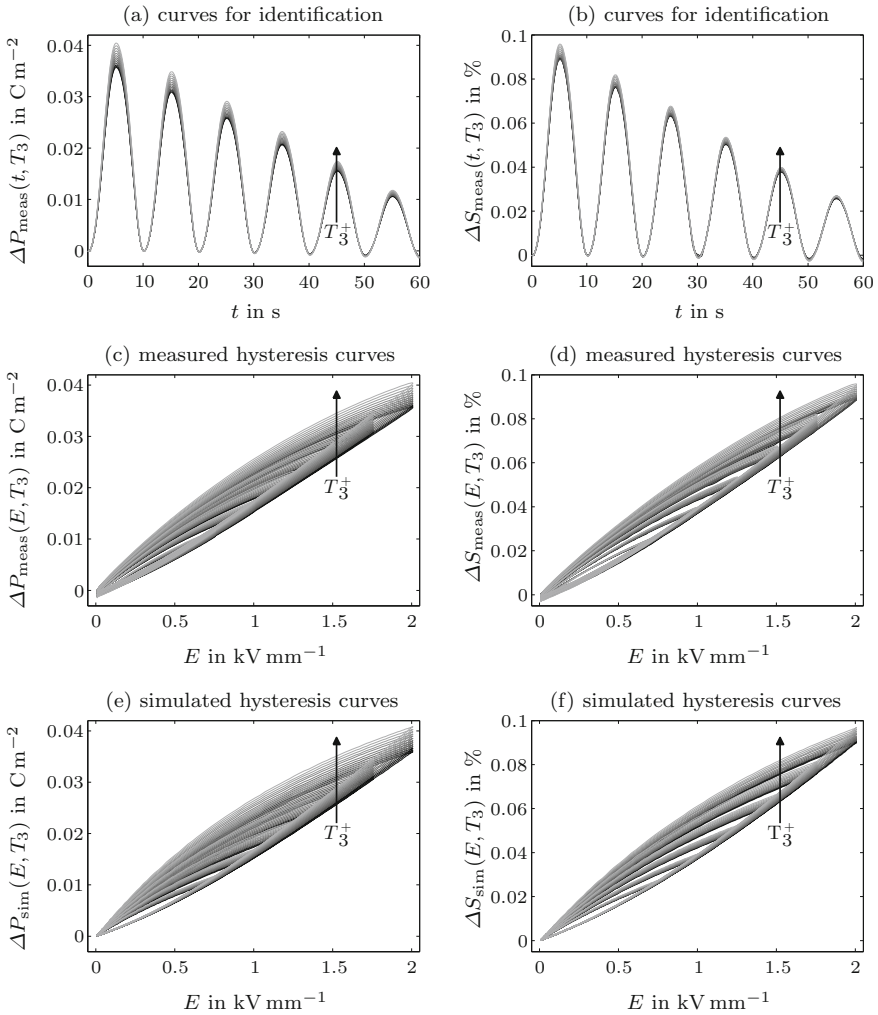 (a) curves for identification
ΔP_meas(t, T_3) in C m^−2
0.04
0.03
0.02
0.01
0
T_3^+
0 10 20 30 40 50 60
t in s
(b) curves for identification
ΔS_meas(t, T_3) in %
0.1
0.08
0.06
0.04
0.02
0
T_3^+
0 10 20 30 40 50 60
t in s
(c) measured hysteresis curves
ΔP_meas(E, T_3) in C m^−2
0.04
0.03
0.02
0.01
0
T_3^+
0 0.5 1 1.5 2
E in kV mm^−1
(d) measured hysteresis curves
ΔS_meas(E, T_3) in %
0.1
0.08
0.06
0.04
0.02
0
T_3^+
0 0.5 1 1.5 2
E in kV mm^−1
(e) simulated hysteresis curves
ΔP_sim(E, T_3) in C m^−2
0.04
0.03
0.02
0.01
0
T_3^+
0 0.5 1 1.5 2
E in kV mm^−1
(f) simulated hysteresis curves
ΔS_sim(E, T_3) in %
0.1
0.08
0.06
0.04
0.02
0
T_3^+
0 0.5 1 1.5 2
E in kV mm^−1